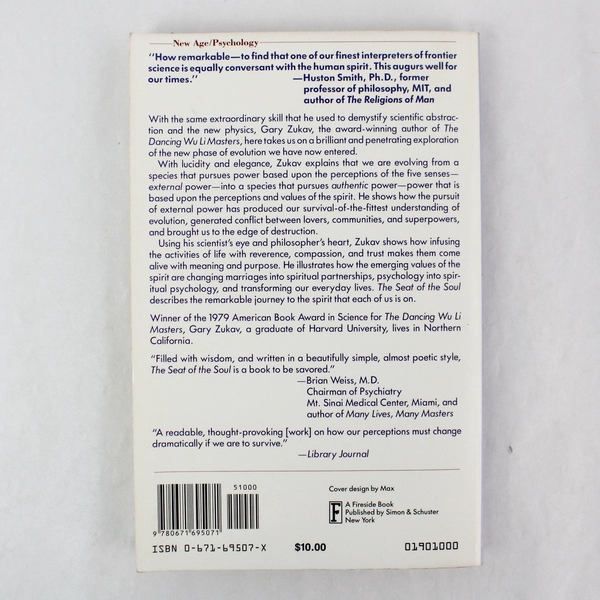 New Age/Psychology
"How remarkable—to find that one of our finest interpreters of frontier
science is equally conversant with the human spirit. This augurs well for
our times."
—Huston Smith, Ph.D., former
professor of philosophy, MIT, and
author of The Religions of Man
With the same extraordinary skill that he used to demystify scientific abstrac-
tion and the new physics, Gary Zukav, the award-winning author of The
Dancing Wu Li Masters, here takes us on a brilliant and penetrating exploration
of the new phase of evolution we have now entered.
With lucidity and elegance, Zukav explains that we are evolving from a
species that pursues power based upon the perceptions of the five senses—
external power—into a species that pursues authentic power—power that is
based upon the perceptions and values of the spirit. He shows how the pursuit
of external power has produced our survival-of-the-fittest understanding of
evolution, generated conflict between lovers, communities, and superpowers,
and brought us to the edge of destruction.
Using his scientist's eye and philosopher's heart, Zukav shows how infusing
the activities of life with reverence, compassion, and trust makes them come
alive with meaning and purpose. He illustrates how the emerging values of the
spirit are changing marriages into spiritual partnerships, psychology into spir-
itual psychology, and transforming our everyday lives. The Seat of the Soul
describes the remarkable journey to the spirit that each of us is on.
Winner of the 1979 American Book Award in Science for The Dancing Wu Li
Masters, Gary Zukav, a graduate of Harvard University, lives in Northern
California.
"Filled with wisdom, and written in a beautifully simple, almost poetic style,
The Seat of the Soul is a book to be savored."
—Brian Weiss, M.D.
Chairman of Psychiatry
Mt. Sinai Medical Center, Miami, and
author of Many Lives, Many Masters
"A readable, thought-provoking [work] on how our perceptions must change
dramatically if we are to survive."
—Library Journal
51000
9 780671 695071
Cover design by Max
F
A Fireside Book
Published by Simon & Schuster
New York
ISBN 0-671-69507-X
$10.00
01901000